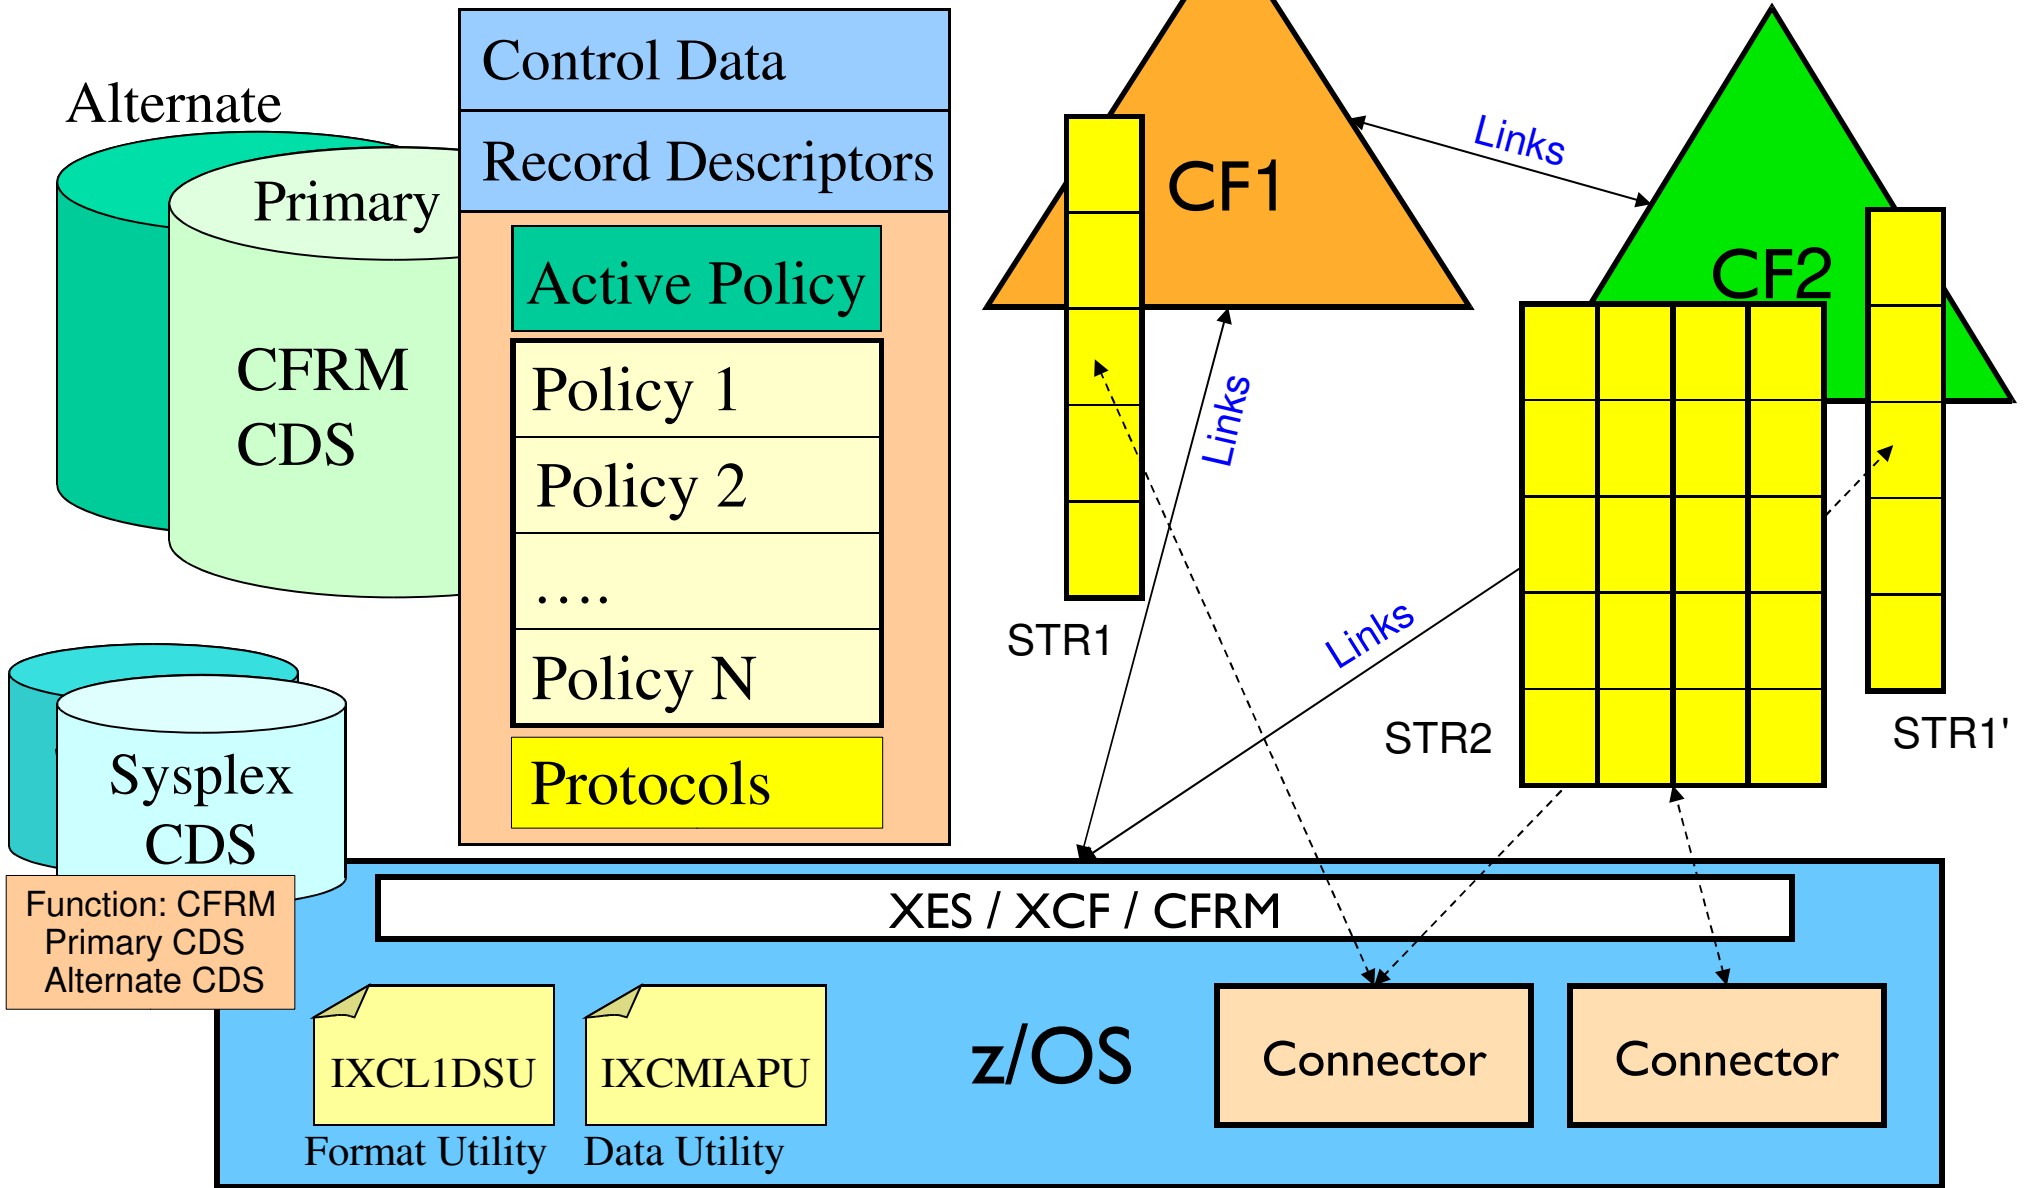 Alternate
Primary
CFRM
CDS
Control Data
Record Descriptors
Active Policy
Policy 1
Policy 2
....
Policy N
Protocols
CF1
Links
CF2
Links
Links
STR1
STR2
STR1'
Sysplex
CDS
Function: CFRM
Primary CDS
Alternate CDS
XES / XCF / CFRM
IXCL1DSU
Format Utility
IXCMIAPU
Data Utility
z/OS
Connector
Connector